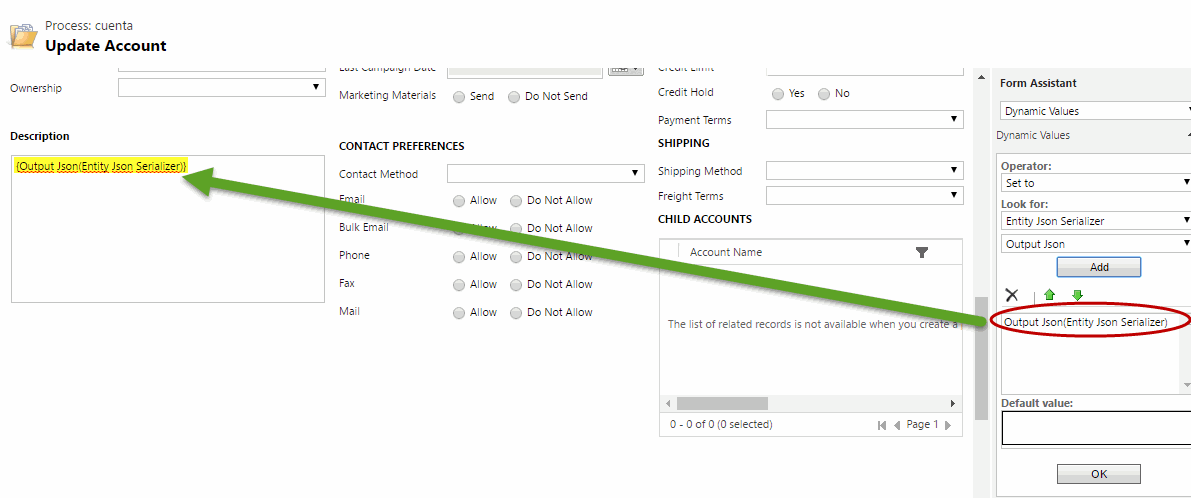 Process: cuenta
Update Account
Ownership
Description
{Output Json(Entity Json Serializer)}
Last Campaign Date
Marketing Materials Send Do Not Send
CONTACT PREFERENCES
Contact Method
Email Allow Do Not Allow
Bulk Email Allow Do Not Allow
Phone Allow Do Not Allow
Fax Allow Do Not Allow
Mail Allow Do Not Allow
Credit Limit
Credit Hold Yes No
Payment Terms
SHIPPING
Shipping Method
Freight Terms
CHILD ACCOUNTS
Account Name
The list of related records is not available when you create a
0 - 0 of 0 (0 selected) Page 1
Form Assistant
Dynamic Values
Dynamic Values
Operator:
Set to
Look for:
Entity Json Serializer
Output Json
Add
Output Json(Entity Json Serializer)
Default value:
OK